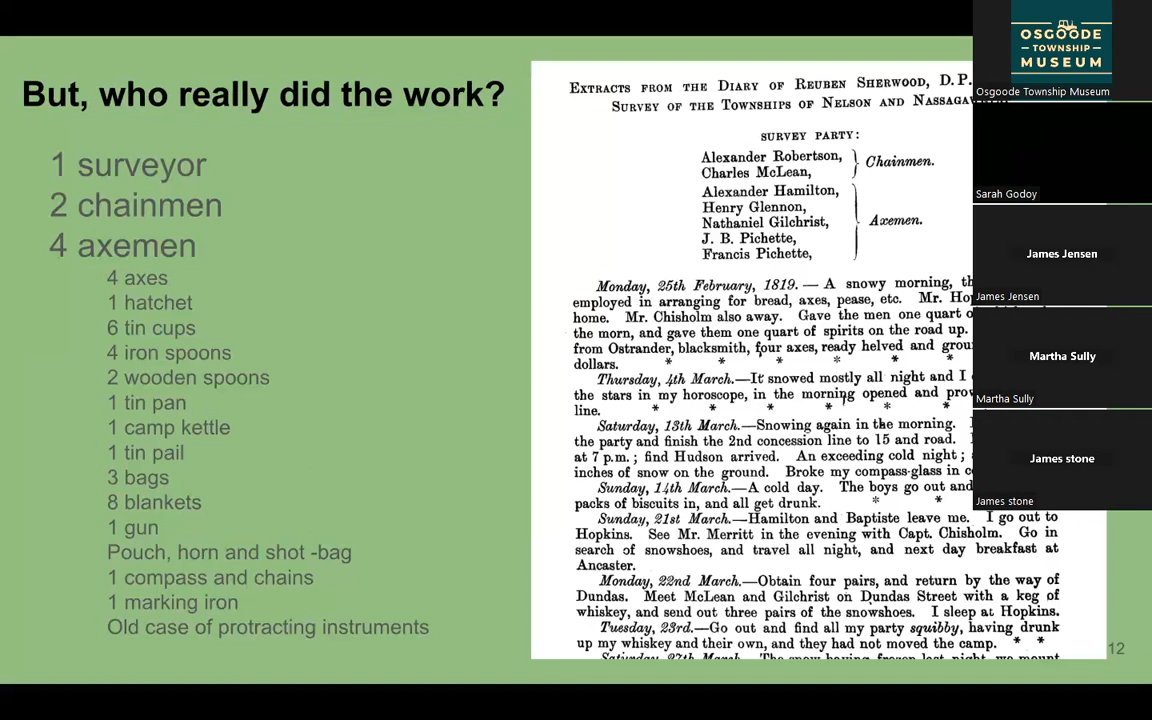 But, who really did the work?
1 surveyor
2 chainmen
4 axemen
4 axes
1 hatchet
6 tin cups
4 iron spoons
2 wooden spoons
1 tin pan
1 camp kettle
1 tin pail
3 bags
8 blankets
1 gun
Pouch, horn and shot -bag
1 compass and chains
1 marking iron
Old case of protracting instruments
EXTRACTS FROM THE DIARY OF REUBEN SHERWOOD, D. P.
SURVEY OF THE TOWNSHIPS OF NELSON AND
SURVEY PARTY:
Alexander Robertson,
Charles McLean,
Chainmen.
Alexander Hamilton,
Henry Glennon,
Nathaniel Gilchrist,
J. B. Pichette,
Francis Pichette,
Axemen.
Monday, 25th February, 1819. — A snowy morning,
employed in arranging for bread, axes, pease, etc. Mr.
home. Mr. Chisholm also away. Gave the men one quart
the morn, and gave them one quart of spirits on the road up.
from Ostrander, blacksmith, four axes, ready helved and
dollars. * * * * * *
Thursday, 4th March.—It snowed mostly all night and I
the stars in my horoscope, in the morning opened and
line. * * * * * *
Saturday, 13th March.—Snowing again in the morning.
the party and finish the 2nd concession line to 15 and road.
at 7 p.m.; find Hudson arrived. An exceeding cold night;
inches of snow on the ground. Broke my compass-glass in
Sunday, 14th March.—A cold day. The boys go out and
packs of biscuits in, and all get drunk. * *
Sunday, 21st March.—Hamilton and Baptiste leave me. I go out to
Hopkins. See Mr. Merritt in the evening with Capt. Chisholm. Go in
search of snowshoes, and travel all night, and next day breakfast at
Ancaster.
Monday, 22nd March.—Obtain four pairs, and return by the way of
Dundas. Meet McLean and Gilchrist on Dundas Street with a keg of
whiskey, and send out three pairs of the snowshoes. I sleep at Hopkins.
Tuesday, 23rd.—Go out and find all my party squibby, having drunk
up my whiskey and their own, and they had not moved the camp. * *
12
OSGOODE
TOWNSHIP
MUSEUM
Osgoode Township Museum
Sarah Godoy
James Jensen
James Jensen
Martha Sully
Martha Sully
James stone
James stone